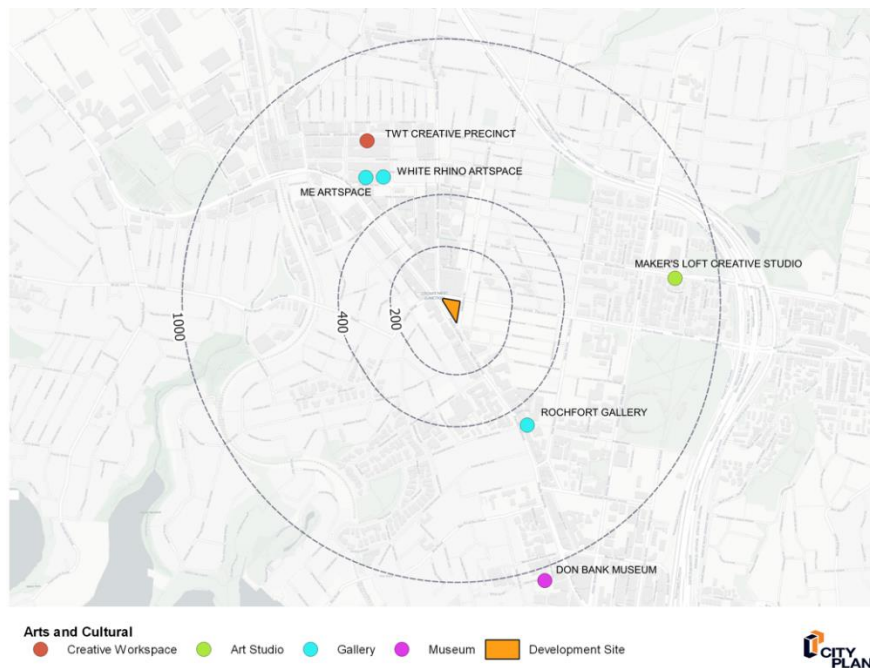 TWT CREATIVE PRECINCT
WHITE RHINO ARTSPACE
ME ARTSPACE
MAKER'S LOFT CREATIVE STUDIO
1000
400
200
ROCHFORT GALLERY
DON BANK MUSEUM
Arts and Cultural
Creative Workspace
Art Studio
Gallery
Museum
Development Site
CITY
PLAN